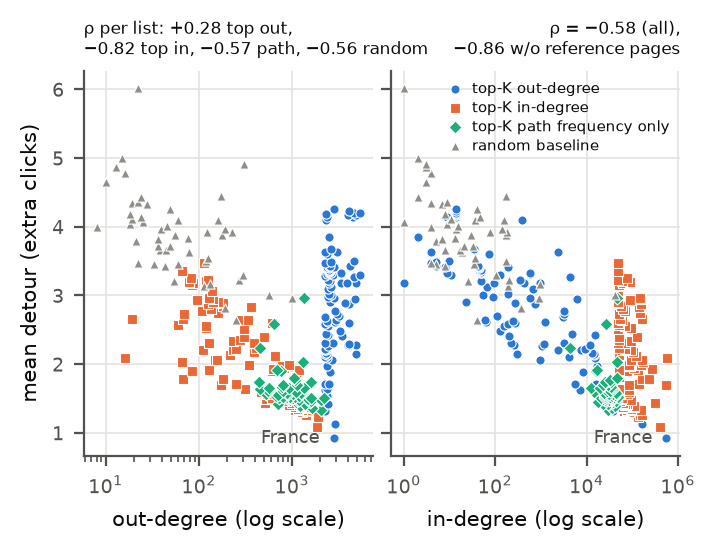 ρ per list: +0.28 top out,
−0.82 top in, −0.57 path, −0.56 random
ρ = −0.58 (all),
−0.86 w/o reference pages
mean detour (extra clicks)
6
5
4
3
2
1
top-K out-degree
top-K in-degree
top-K path frequency only
random baseline
France
France
10¹
10²
10³
10⁰
10²
10⁴
10⁶
out-degree (log scale)
in-degree (log scale)